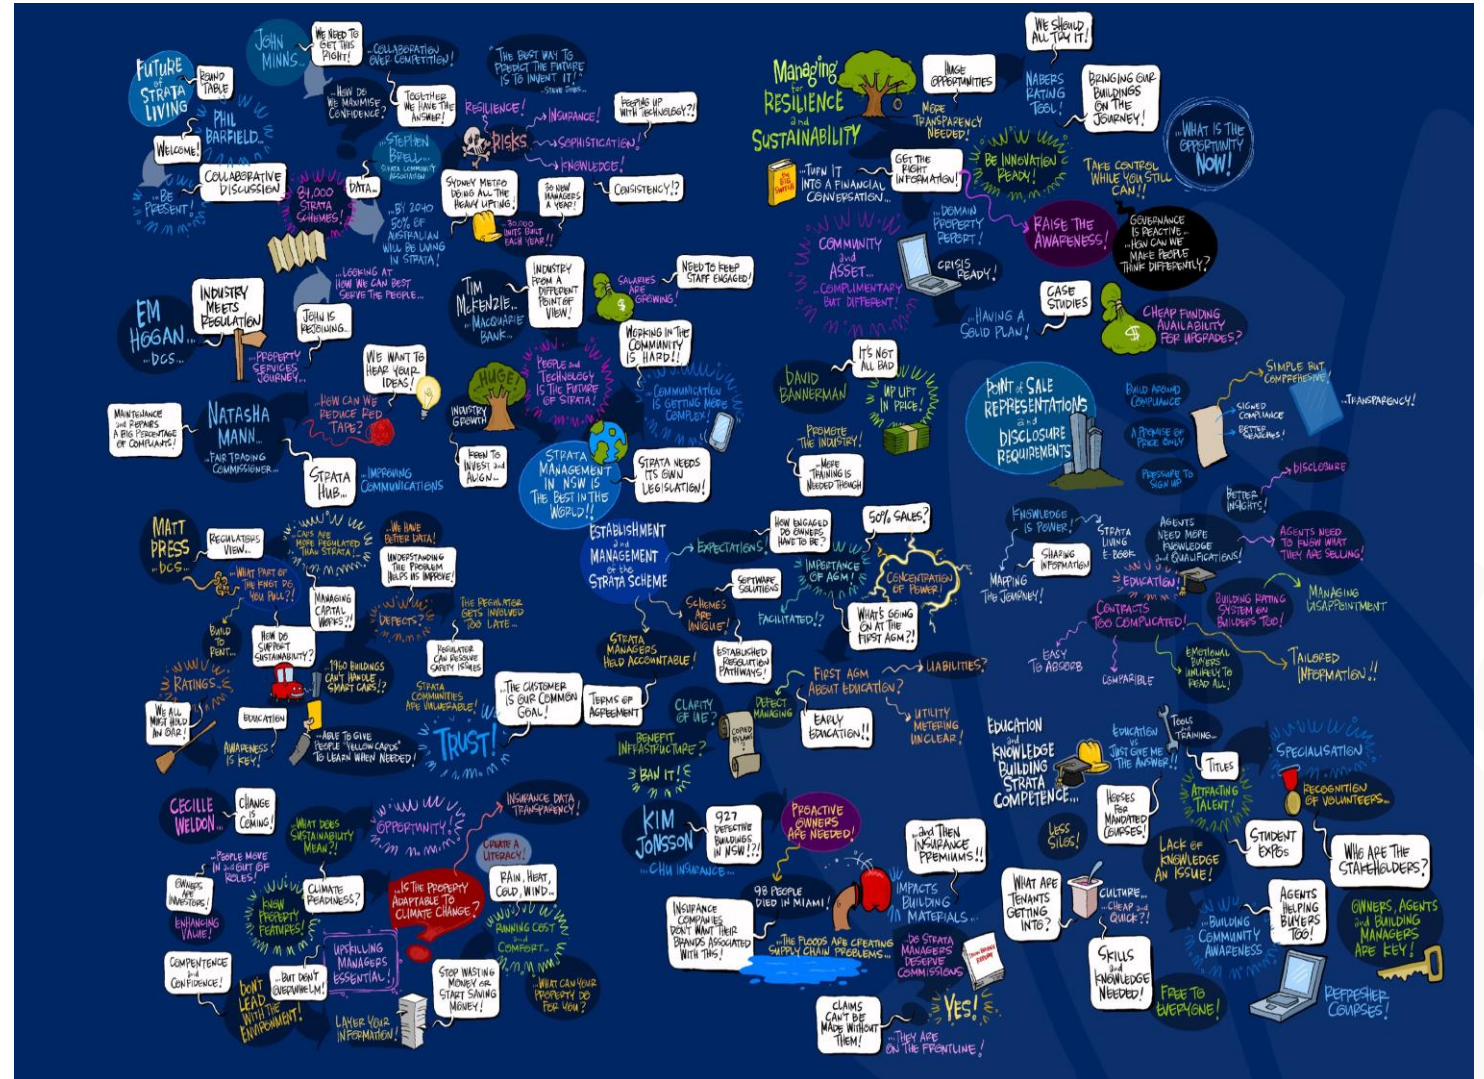 FUTURE
of
STRATA
LIVING
ROUND
TABLE
JOHN
MINNS...
WE NEED TO
GET THIS
RIGHT!
...COLLABORATION
OVER COMPETITION!
"THE BEST WAY TO
PREDICT THE FUTURE
IS TO INVENT IT!"
...HOW DO
WE MAXIMISE
CONFIDENCE?
TOGETHER
WE HAVE THE
ANSWER!
PHIL
BARFIELD...
WELCOME!
COLLABORATIVE
DISCUSSION
...BE
PRESENT!
84,000
STRATA
SCHEMES!
DATA...
...STEPHEN
BRELL...
STRATA COMMUNITY
ASSOCIATION
RESILIENCE!
RISKS
INSURANCE!
SOPHISTICATION!
KNOWLEDGE!
KEEPING UP
WITH TECHNOLOGY?!
CONSISTENCY!?
...BY 2040
50% OF
AUSTRALIAN
WILL BE LIVING
IN STRATA!
SYDNEY METRO
DOING ALL THE
HEAVY LIFTING!
30 NEW
MANAGERS
A YEAR!
...30,000
UNITS BUILT
EACH YEAR!!
...LOOKING AT
HOW WE CAN BEST
SERVE THE PEOPLE...
EM
HOGAN...
...DCS...
INDUSTRY
MEETS
REGULATION
JOHN IS
REJOINING...
...PROPERTY
SERVICES
JOURNEY...
TIM
McKENZIE...
...MACQUARIE
BANK...
INDUSTRY
FROM A
DIFFERENT
POINT OF
VIEW!
SALARIES
ARE
GROWING!
NEED TO KEEP
STAFF ENGAGED!
WORKING IN THE
COMMUNITY
IS HARD!!
HUGE!
INDUSTRY
GROWTH
PEOPLE and
TECHNOLOGY
IS THE FUTURE
OF STRATA!
...COMMUNICATION
IS GETTING MORE
COMPLEX!
KEEN TO
INVEST and
ALIGN...
STRATA
MANAGEMENT
IN NSW IS
THE BEST IN THE
WORLD!!
STRATA NEEDS
ITS OWN
LEGISLATION!
MAINTENANCE
and REPAIRS
A BIG PERCENTAGE
OF COMPLAINTS!
NATASHA
MANN...
...FAIR TRADING
COMMISSIONER...
WE WANT TO
HEAR YOUR
IDEAS!
...HOW CAN WE
REDUCE RED
TAPE?
STRATA
HUB...
...IMPROVING
COMMUNICATIONS
MATT
PRESS
...DCS...
REGULATORS
VIEW...
...CARS ARE
MORE REGULATED
THAN STRATA!...
...WE HAVE
BETTER DATA!
UNDERSTANDING
THE PROBLEM
HELPS US IMPROVE!
...WHAT PART OF
THE KNOT DO
YOU PULL?!
MANAGING
CAPITAL
WORKS?!
DEFECTS?
THE REGULATOR
GETS INVOLVED
TOO LATE...
BUILD
TO
RENT...
HOW DO
SUPPORT
SUSTAINABILITY?
...1960 BUILDINGS
CAN'T HANDLE
SMART CARS!?
REGULATER
CAN RESOLVE
SAFETY ISSUES
STRATA
COMMUNITIES
ARE VULNERABLE!
RATINGS...
WE ALL
MUST HOLD
AN OAR!
EDUCATION
AWARENESS
IS KEY!
...ABLE TO GIVE
PEOPLE "YELLOW CARDS"
TO LEARN WHEN NEEDED!
TRUST!
...THE CUSTOMER
IS OUR COMMON
GOAL!
CECILLE
WELDON...
CHANGE
IS
COMING!
...WHAT DOES
SUSTAINABILITY
MEAN?!
OPPORTUNITY!
INSURANCE DATA
TRANSPARENCY!
CREATE A
LITERACY!
...PEOPLE MOVE
IN and OUT OF
ROLES!
OWNERS
ARE
INVESTORS!
ENHANCING
VALUE!
KNOW
PROPERTY
FEATURES!
CLIMATE
READINESS?
...IS THE PROPERTY
ADAPTABLE TO
CLIMATE CHANGE?
RAIN, HEAT,
COLD, WIND...
RUNNING COST
and
COMFORT...
COMPENTENCE
and
CONFIDENCE!
DON'T
LEAD
WITH THE
ENVIRONMENT!
...BUT DON'T
OVERWHELM!
UPSKILLING
MANAGERS
ESSENTIAL!
LAYER YOUR
INFORMATION!
STOP WASTING
MONEY OR
START SAVING
MONEY!
...WHAT CAN YOUR
PROPERTY DO
FOR YOU?
Managing
for
RESILIENCE
and
SUSTAINABILITY
HUGE
OPPORTUNITIES
MORE
TRANSPARENCY
NEEDED!
WE SHOULD
ALL TRY IT!
NABERS
RATING
TOOL!
BRINGING OUR
BUILDINGS
ON THE
JOURNEY!
...WHAT IS THE
OPPORTUNITY
NOW!
THE
BIG
SWITCH
...TURN IT
INTO A FINANCIAL
CONVERSATION...
GET THE
RIGHT
INFORMATION!
BE INNOVATION
READY!
TAKE CONTROL
WHILE YOU STILL
CAN!!
COMMUNITY
and
ASSET...
...COMPLIMENTARY
BUT DIFFERENT!
...DOMAIN
PROPERTY
REPORT!
CRISIS
READY!
RAISE THE
AWARENESS!
GOVERNANCE
IS REACTIVE...
...HOW CAN WE
MAKE PEOPLE
THINK DIFFERENTLY?
...HAVING A
SOLID PLAN!
CASE
STUDIES
CHEAP FUNDING
AVAILABILITY
FOR UPGRADES?
DAVID
BANNERMAN
IT'S NOT
ALL BAD
UP LIFT
IN PRICE!
PROMOTE
THE INDUSTRY!
...MORE
TRAINING IS
NEEDED THOUGH
POINT of SALE
REPRESENTATIONS
and
DISCLOSURE
REQUIREMENTS
BUILD AROUND
COMPLIANCE
A PROMISE OF
PRICE ONLY
PRESSURE TO
SIGN UP
SIGNED
COMPLIANCE
BETTER
SEARCHES!
SIMPLE BUT
COMPREHESIVE!
...TRANSPARENCY!
DISCLOSURE
BETTER
INSIGHTS!
ESTABLISHMENT
and
MANAGEMENT
of the
STRATA SCHEME
EXPECTATIONS!
HOW ENGAGED
DO OWNERS
HAVE TO BE?
50% SALES?
IMPORTANCE
OF AGM!
CONCENTRATION
OF POWER!
SOFTWARE
SOLUTIONS
SCHEMES
ARE
UNIQUE!
FACILITATED!?
WHAT'S GOING
ON AT THE
FIRST AGM?!
STRATA
MANAGERS
HELD ACCOUNTABLE!
ESTABLISHED
RESOLUTION
PATHWAYS!
FIRST AGM
ABOUT EDUCATION?
LIABILITIES?
TERMS OF
AGREEMENT
CLARITY
OF USE?
DEFECT
MANAGING
EARLY
EDUCATION!!
UTILITY
METERING
UNCLEAR!
BENEFIT
INFRASTRUCTURE?
COPIED
BYLAWS?
BAN IT!
KNOWLEDGE
IS POWER!
STRATA
LIVING
E-BOOK
AGENTS
NEED MORE
KNOWLEDGE
and QUALIFICATIONS!
AGENTS NEED
TO KNOW WHAT
THEY ARE SELLING!
SHARING
INFORMATION
MAPPING
THE JOURNEY!
EDUCATION!
CONTRACTS
TOO COMPLICATED!
BUILDING RATING
SYSTEM ON
BUILDERS TOO!
MANAGING
DISAPPOINTMENT
EASY
TO ABSORB
COMPARIBLE
EMOTIONAL
BUYERS
UNLIKELY TO
READ ALL!
TAILORED
INFORMATION!!
KIM
JONSSON
...CHU INSURANCE...
927
DEFECTIVE
BUILDINGS
IN NSW!?!
PROACTIVE
OWNERS
ARE NEEDED!
...and THEN
INSURANCE
PREMIUMS!!
98 PEOPLE
DIED IN MIAMI!
IMPACTS
BUILDING
MATERIALS...
INSURANCE
COMPANIES
DON'T WANT THEIR
BRANDS ASSOCIATED
WITH THIS!
...THE FLOODS ARE CREATING
SUPPLY CHAIN PROBLEMS...
...DO STRATA
MANAGERS
DESERVE
COMMISSIONS
YES!
CLAIMS
CAN'T BE
MADE WITHOUT
THEM!
...THEY ARE
ON THE FRONTLINE!
EDUCATION
and
KNOWLEDGE
BUILDING
STRATA
COMPETENCE...
EDUCATION
vs
JUST GIVE ME
THE ANSWER!!
TOOLS
and
TRAINING...
TITLES
SPECIALISATION
ATTRACTING
TALENT!
RECOGNITION
OF VOLUNTEERS...
LESS
SILOS!
HORSES
FOR
MANDATED
COURSES!
LACK OF
KNOWLEDGE
AN ISSUE!
STUDENT
EXPOS
WHO ARE THE
STAKEHOLDERS?
WHAT ARE
TENANTS
GETTING
INTO?
CULTURE...
...CHEAP and
QUICK?!
...BUILDING
COMMUNITY
AWARENESS
AGENTS
HELPING
BUYERS
TOO!
OWNERS, AGENTS
and BUILDING
MANAGERS
ARE KEY!
SKILLS
and
KNOWLEDGE
NEEDED!
FREE TO
EVERYONE!
REFRESHER
COURSES!